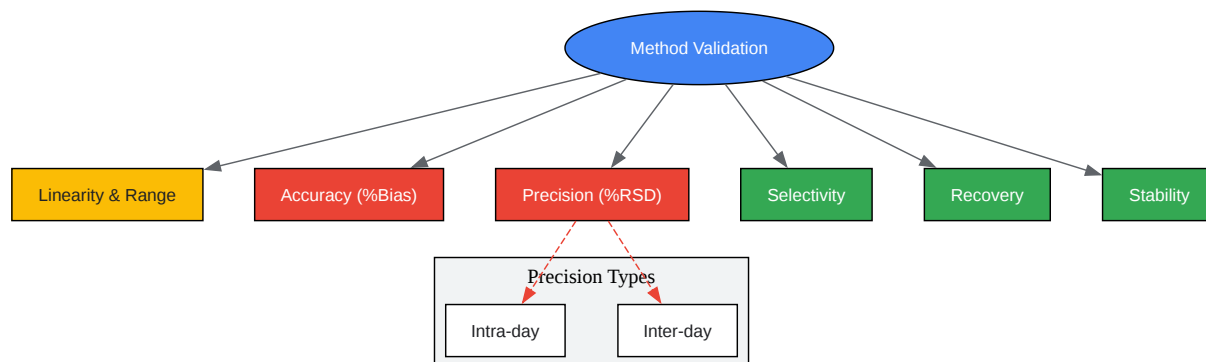 Method Validation
Linearity & Range
Accuracy (%Bias)
Precision (%RSD)
Selectivity
Recovery
Stability
Precision Types
Intra-day
Inter-day